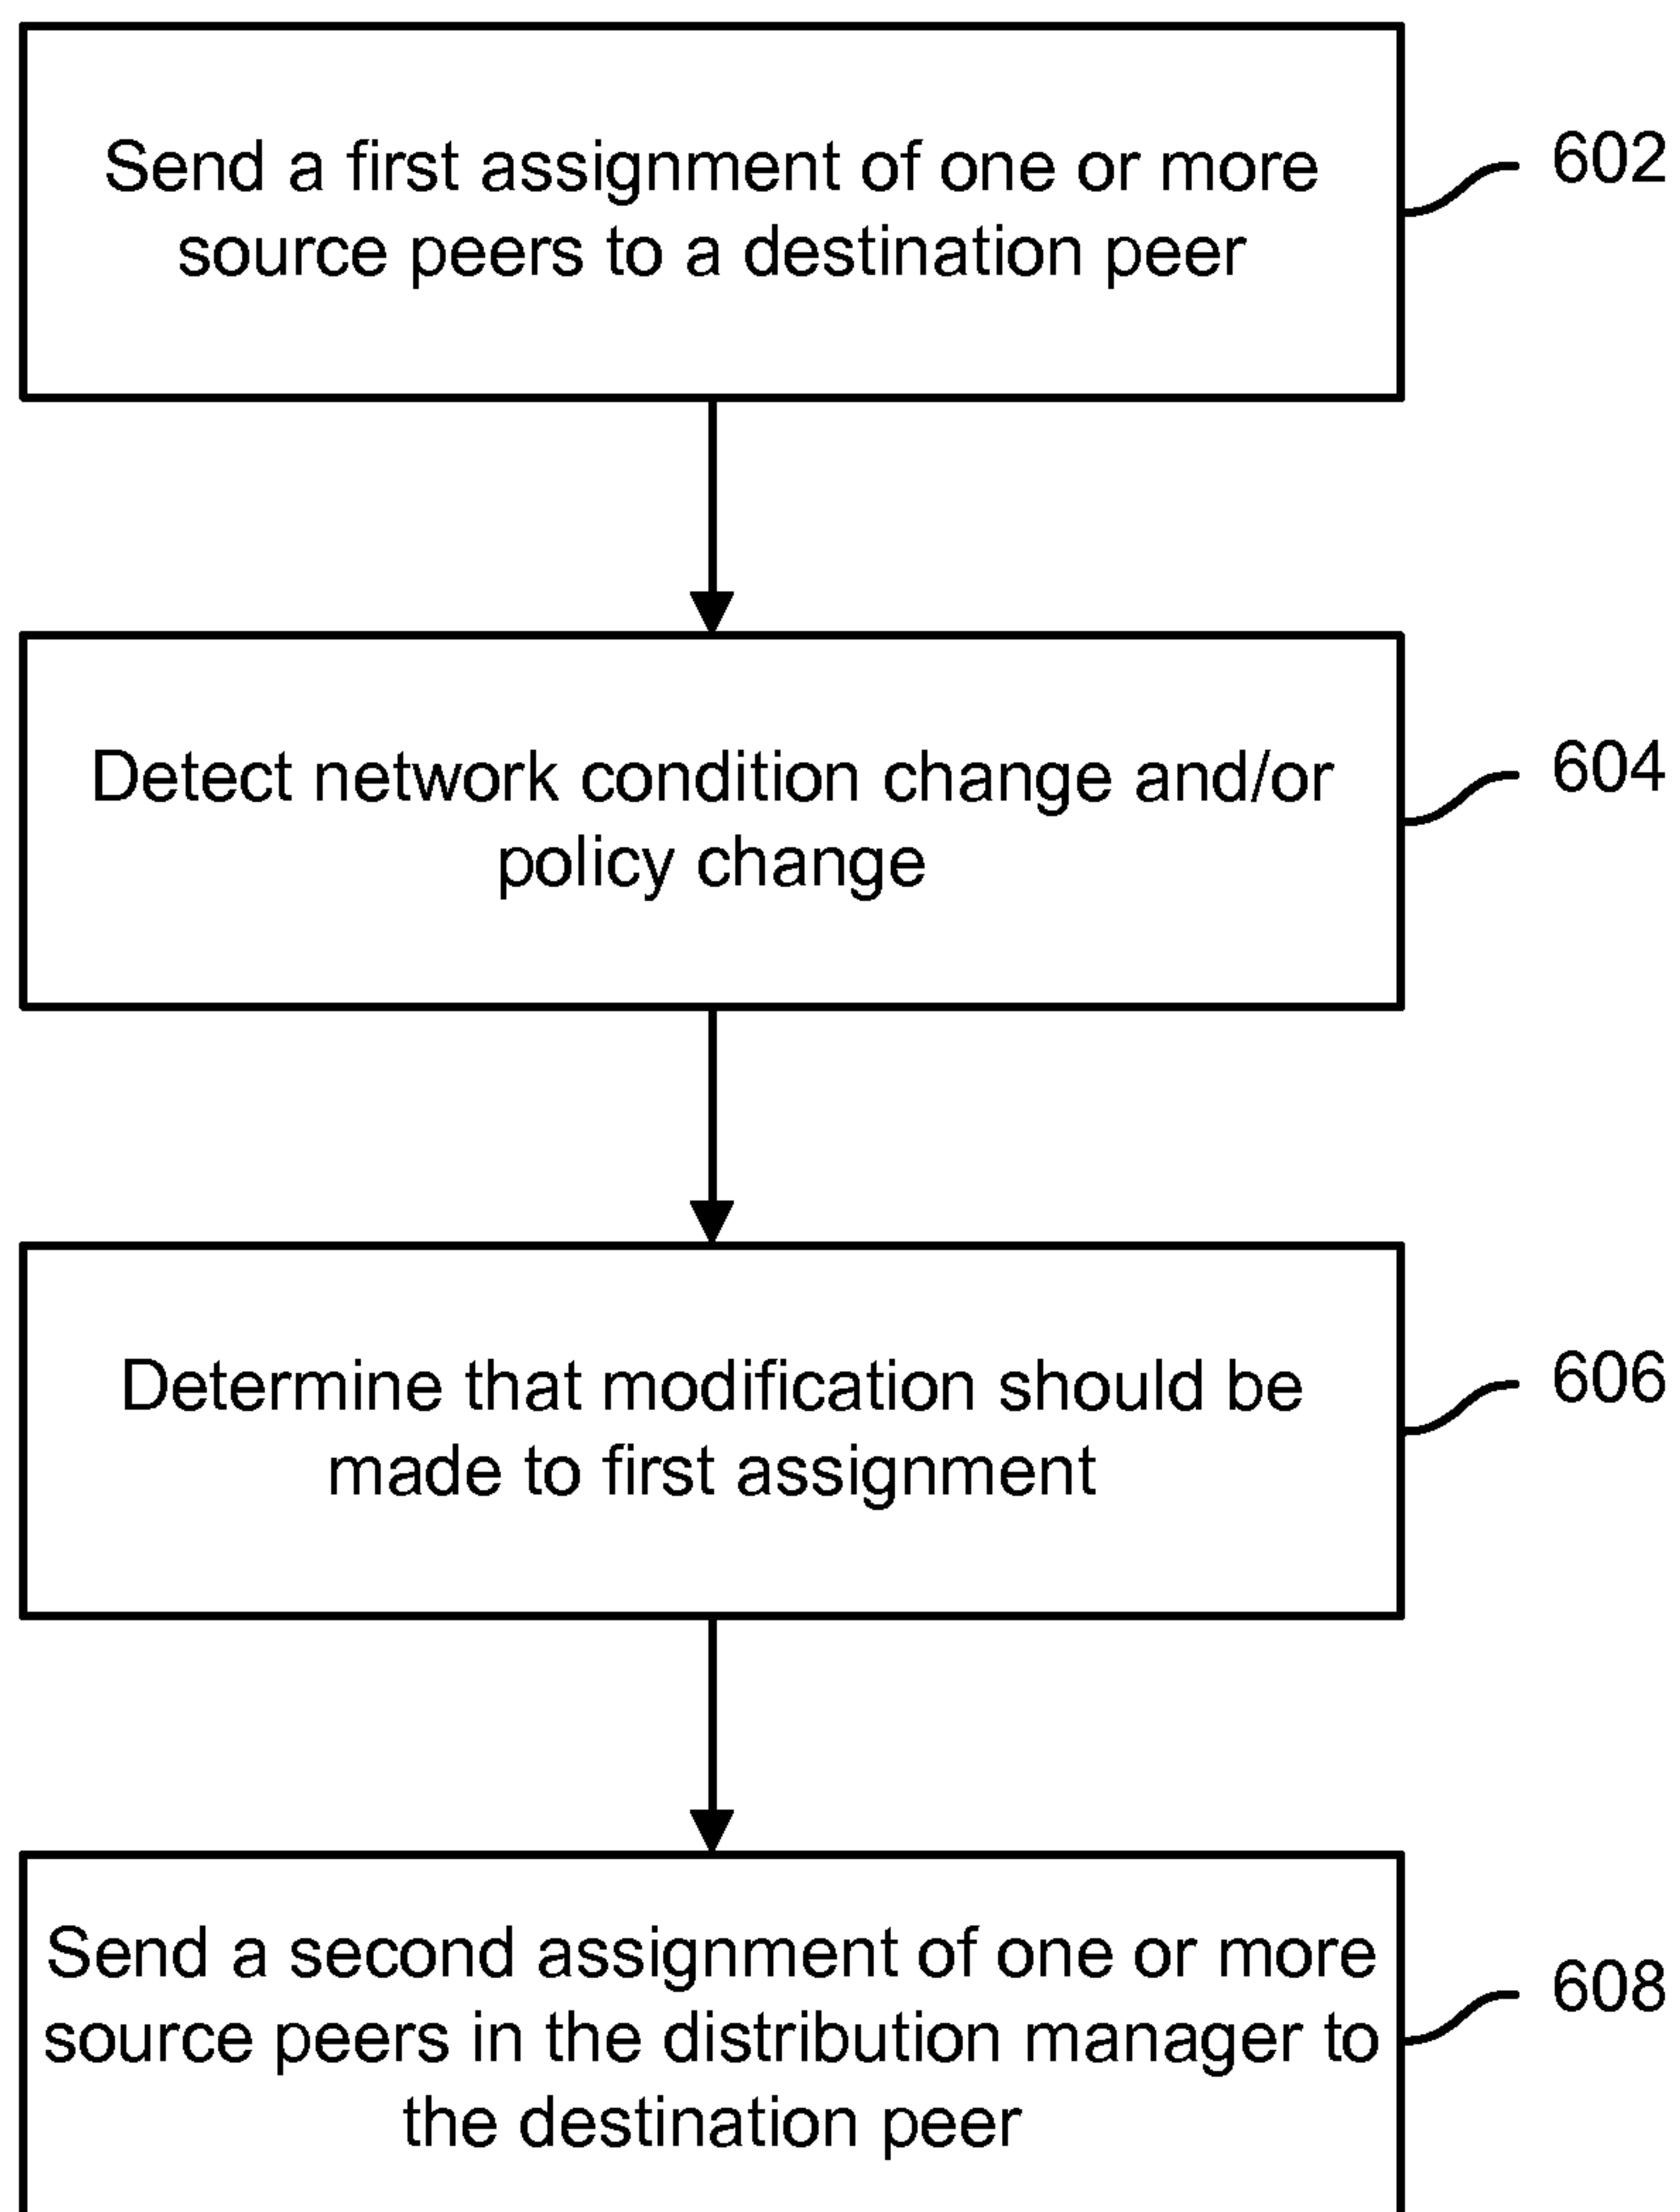 Send a first assignment of one or more
source peers to a destination peer
602
Detect network condition change and/or
policy change
604
Determine that modification should be
made to first assignment
606
Send a second assignment of one or more
source peers in the distribution manager to
the destination peer
608